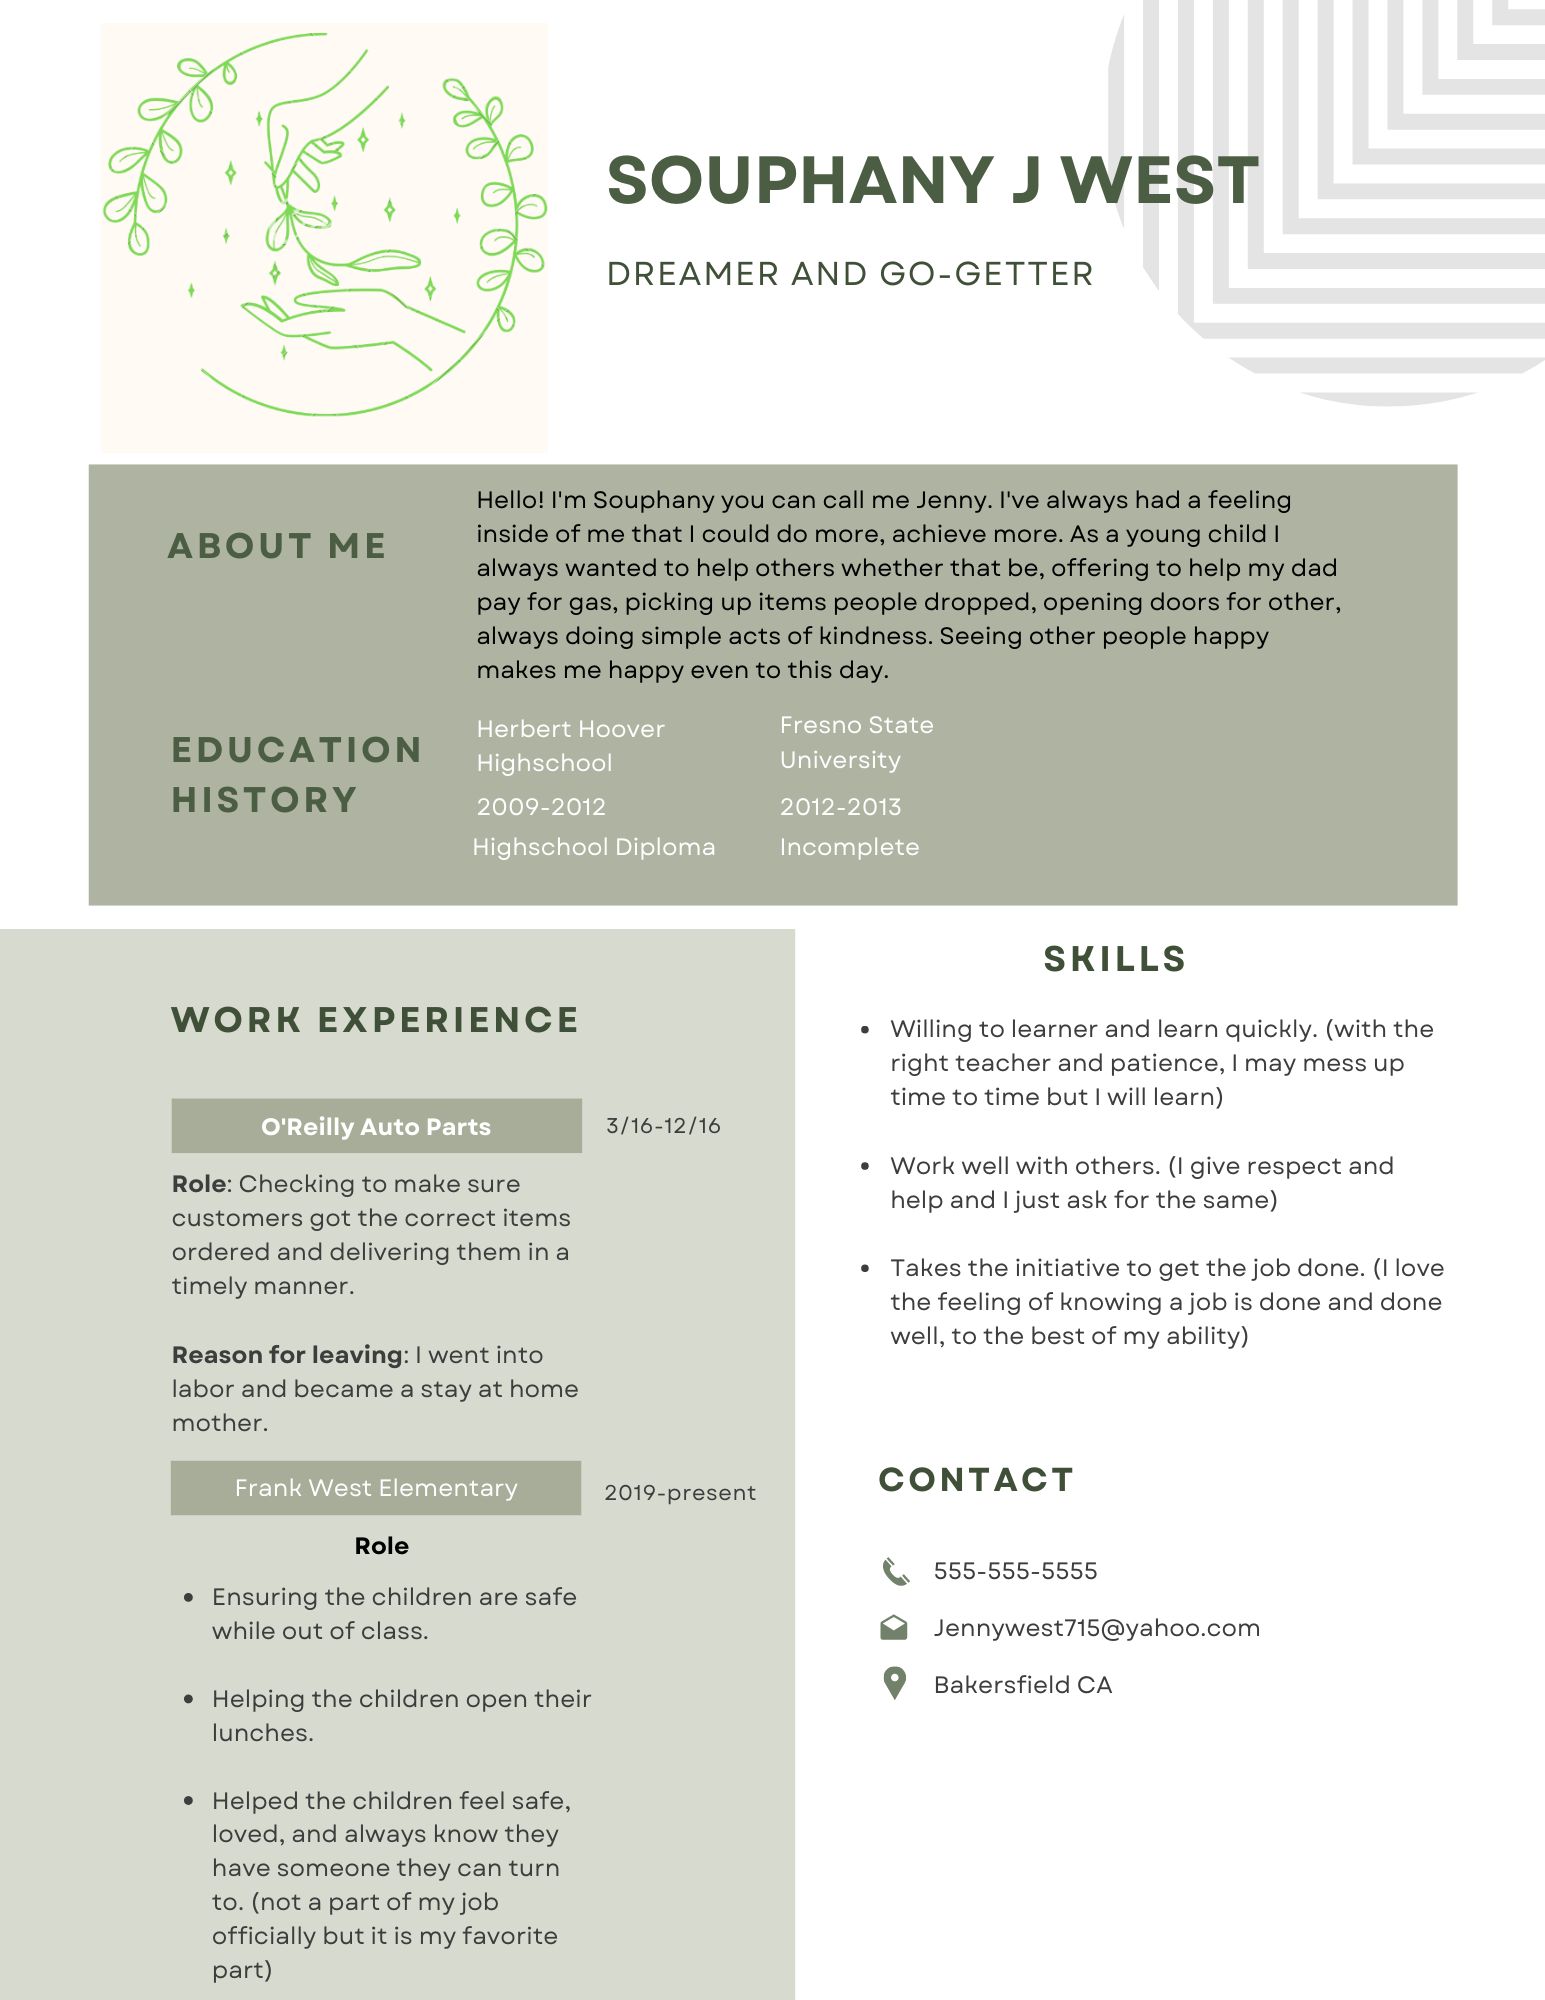 SOUPHANY J WEST
DREAMER AND GO-GETTER
ABOUT ME
Hello! I'm Souphany you can call me Jenny. I've always had a feeling
inside of me that I could do more, achieve more. As a young child I
always wanted to help others whether that be, offering to help my dad
pay for gas, picking up items people dropped, opening doors for other,
always doing simple acts of kindness. Seeing other people happy
makes me happy even to this day.
EDUCATION
HISTORY
Herbert Hoover
Highschool
2009-2012
Highschool Diploma
Fresno State
University
2012-2013
Incomplete
WORK EXPERIENCE
O'Reilly Auto Parts
3/16-12/16
Role: Checking to make sure
customers got the correct items
ordered and delivering them in a
timely manner.
Reason for leaving: I went into
labor and became a stay at home
mother.
Frank West Elementary
2019-present
Role
• Ensuring the children are safe
while out of class.
• Helping the children open their
lunches.
• Helped the children feel safe,
loved, and always know they
have someone they can turn
to. (not a part of my job
officially but it is my favorite
part)
SKILLS
• Willing to learner and learn quickly. (with the
right teacher and patience, I may mess up
time to time but I will learn)
• Work well with others. (I give respect and
help and I just ask for the same)
• Takes the initiative to get the job done. (I love
the feeling of knowing a job is done and done
well, to the best of my ability)
CONTACT
555-555-5555
Jennywest715@yahoo.com
Bakersfield CA